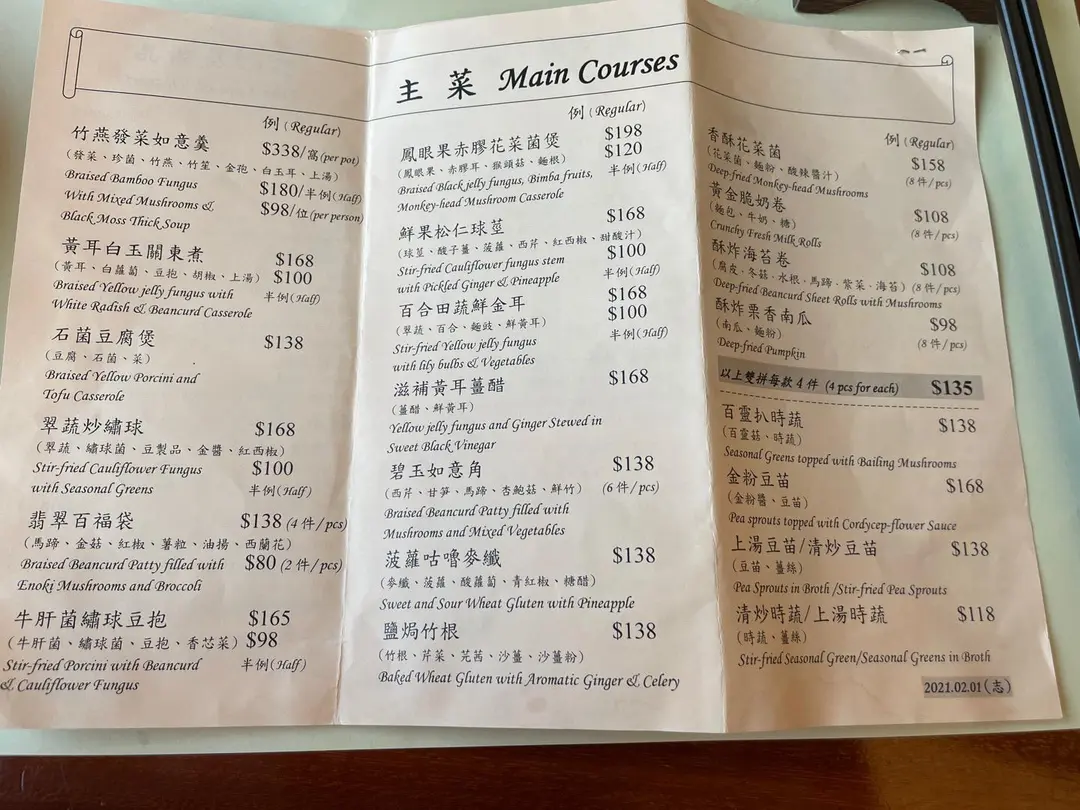 主 菜 Main Courses
例 (Regular)
竹燕發菜如意羹 $338/窩(per pot)
(發菜、珍菌、竹燕、竹笙、金孢、白玉耳、上湯)
Braised Bamboo Fungus $180/半例(Half)
With Mixed Mushrooms & $98/位(per person)
Black Moss Thick Soup
黃耳白玉關東煮 $168
(黃耳、白蘿蔔、豆抱、胡椒、上湯) $100
Braised Yellow jelly fungus with 半例(Half)
White Radish & Beancurd Casserole
石菌豆腐煲 $138
(豆腐、石菌、菜)
Braised Yellow Porcini and
Tofu Casserole
翠蔬炒繡球 $168
(翠蔬、繡球菌、豆製品、金醬、紅西椒)
Stir-fried Cauliflower Fungus $100
with Seasonal Greens 半例(Half)
翡翠百福袋 $138 (4 件/pcs)
(馬蹄、金菇、紅椒、薯粒、油揚、西蘭花)
Braised Beancurd Patty filled with $80 (2 件/pcs)
Enoki Mushrooms and Broccoli
牛肝菌繡球豆抱 $165
(牛肝菌、繡球菌、豆抱、香芯菜) $98
Stir-fried Porcini with Beancurd 半例(Half)
& Cauliflower Fungus
例 (Regular)
鳳眼果赤膠花菜菌煲 $198
(鳳眼果、赤膠耳、猴頭菇、麵根) $120
Braised Black jelly fungus, Bimba fruits, 半例(Half)
Monkey-head Mushroom Casserole
鮮果松仁球莖 $168
(球莖、酸子薑、菠蘿、西芹、紅西椒、甜酸汁)
Stir-fried Cauliflower fungus stem $100
with Pickled Ginger & Pineapple 半例(Half)
百合田蔬鮮金耳 $168
(翠蔬、百合、麵豉、鮮黃耳) $100
Stir-fried Yellow jelly fungus 半例(Half)
with lily bulbs & Vegetables
滋補黃耳薑醋 $168
(薑醋、鮮黃耳)
Yellow jelly fungus and Ginger Stewed in
Sweet Black Vinegar
碧玉如意角 $138
(西芹、甘笋、馬蹄、杏鮑菇、鮮竹) (6 件/pcs)
Braised Beancurd Patty filled with
Mushrooms and Mixed Vegetables
菠蘿咕嚕麥纖 $138
(麥纖、菠蘿、酸蘿蔔、青紅椒、糖醋)
Sweet and Sour Wheat Gluten with Pineapple
鹽焗竹根 $138
(竹根、芹菜、芫茜、沙薑、沙薑粉)
Baked Wheat Gluten with Aromatic Ginger & Celery
例 (Regular)
香酥花菜菌 $158
(花菜菌、麵粉、酸辣醬汁) (8 件/pcs)
Deep-fried Monkey-head Mushrooms
黃金脆奶卷 $108
(麵包、牛奶、糖) (8 件/pcs)
Crunchy Fresh Milk Rolls
酥炸海苔卷 $108
(腐皮、冬菇、水根、馬蹄、紫菜、海苔) (8 件/pcs)
Deep-fried Beancurd Sheet Rolls with Mushrooms
酥炸栗香南瓜 $98
(南瓜、麵粉) (8 件/pcs)
Deep-fried Pumpkin
以上雙拼每款 4 件 (4 pcs for each) $135
百靈扒時蔬 $138
(百靈菇、時蔬)
Seasonal Greens topped with Bailing Mushrooms
金粉豆苗 $168
(金粉醬、豆苗)
Pea sprouts topped with Cordycep-flower Sauce
上湯豆苗/清炒豆苗 $138
(豆苗、薑絲)
Pea Sprouts in Broth /Stir-fried Pea Sprouts
清炒時蔬/上湯時蔬 $118
(時蔬、薑絲)
Stir-fried Seasonal Green/Seasonal Greens in Broth
2021.02.01(志)